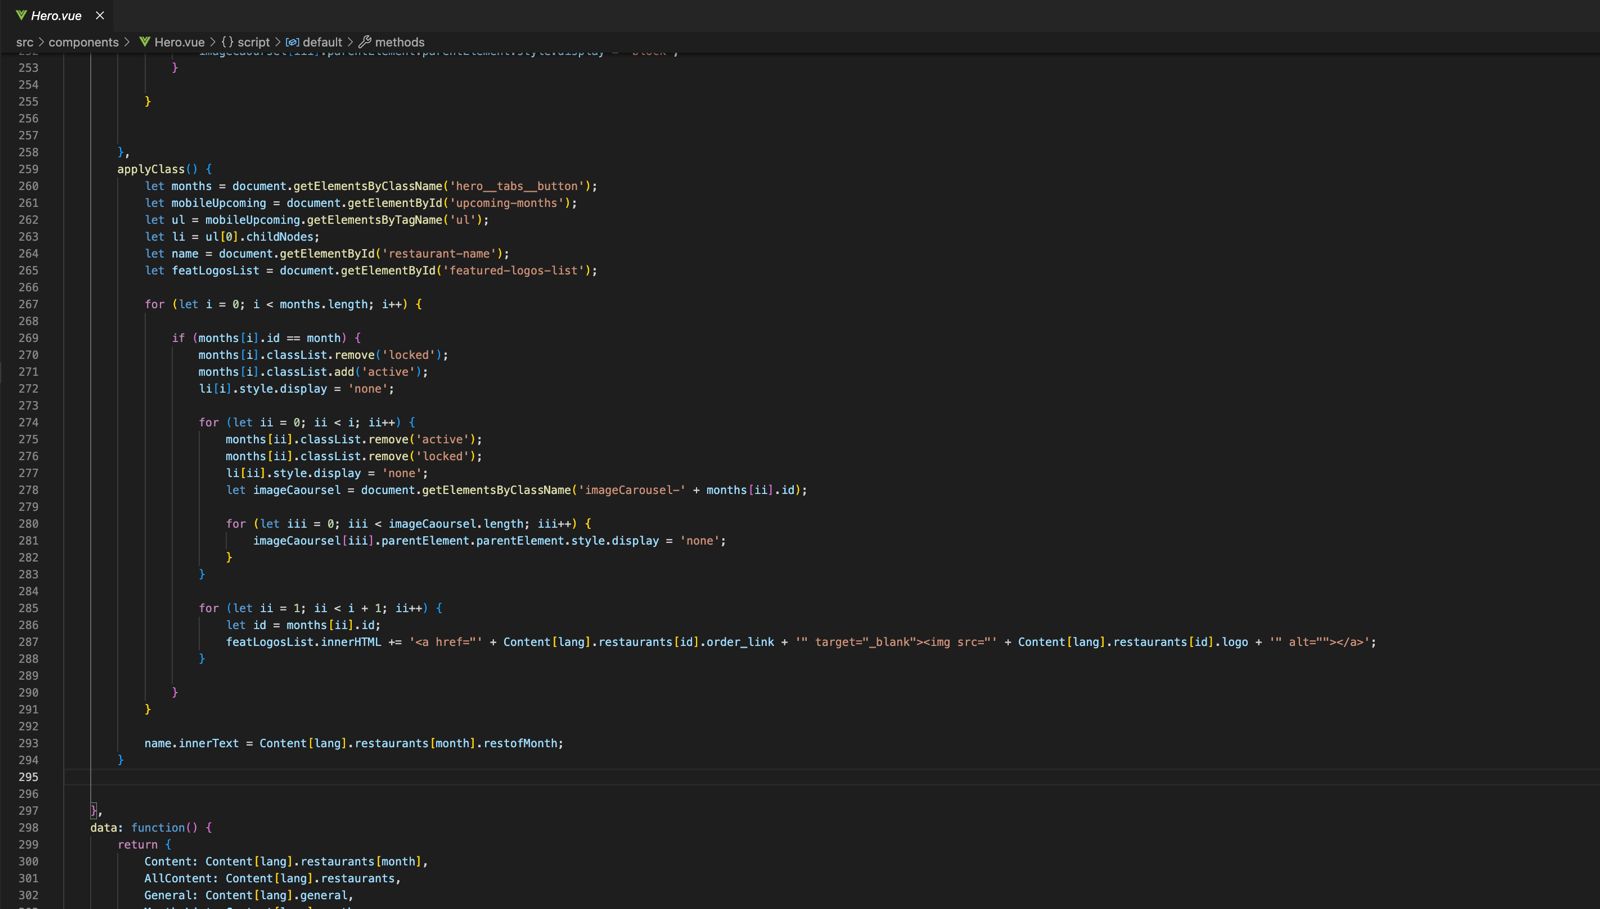 Hero.vue ×
src > components > Hero.vue > {} script > default > methods
252 imageCaoursel[iii].parentElement.parentElement.style.display = 'block';
253 }
254
255 }
256
257
258 },
259 applyClass() {
260 let months = document.getElementsByClassName('hero__tabs__button');
261 let mobileUpcoming = document.getElementById('upcoming-months');
262 let ul = mobileUpcoming.getElementsByTagName('ul');
263 let li = ul[0].childNodes;
264 let name = document.getElementById('restaurant-name');
265 let featLogosList = document.getElementById('featured-logos-list');
266
267 for (let i = 0; i < months.length; i++) {
268
269 if (months[i].id == month) {
270 months[i].classList.remove('locked');
271 months[i].classList.add('active');
272 li[i].style.display = 'none';
273
274 for (let ii = 0; ii < i; ii++) {
275 months[ii].classList.remove('active');
276 months[ii].classList.remove('locked');
277 li[ii].style.display = 'none';
278 let imageCaoursel = document.getElementsByClassName('imageCarousel-' + months[ii].id);
279
280 for (let iii = 0; iii < imageCaoursel.length; iii++) {
281 imageCaoursel[iii].parentElement.parentElement.style.display = 'none';
282 }
283 }
284
285 for (let ii = 1; ii < i + 1; ii++) {
286 let id = months[ii].id;
287 featLogosList.innerHTML += '<a href="' + Content[lang].restaurants[id].order_link + '" target="_blank"><img src="' + Content[lang].restaurants[id].logo + '" alt=""></a>';
288 }
289
290 }
291 }
292
293 name.innerText = Content[lang].restaurants[month].restofMonth;
294 }
295
296
297 },
298 data: function() {
299 return {
300 Content: Content[lang].restaurants[month],
301 AllContent: Content[lang].restaurants,
302 General: Content[lang].general,